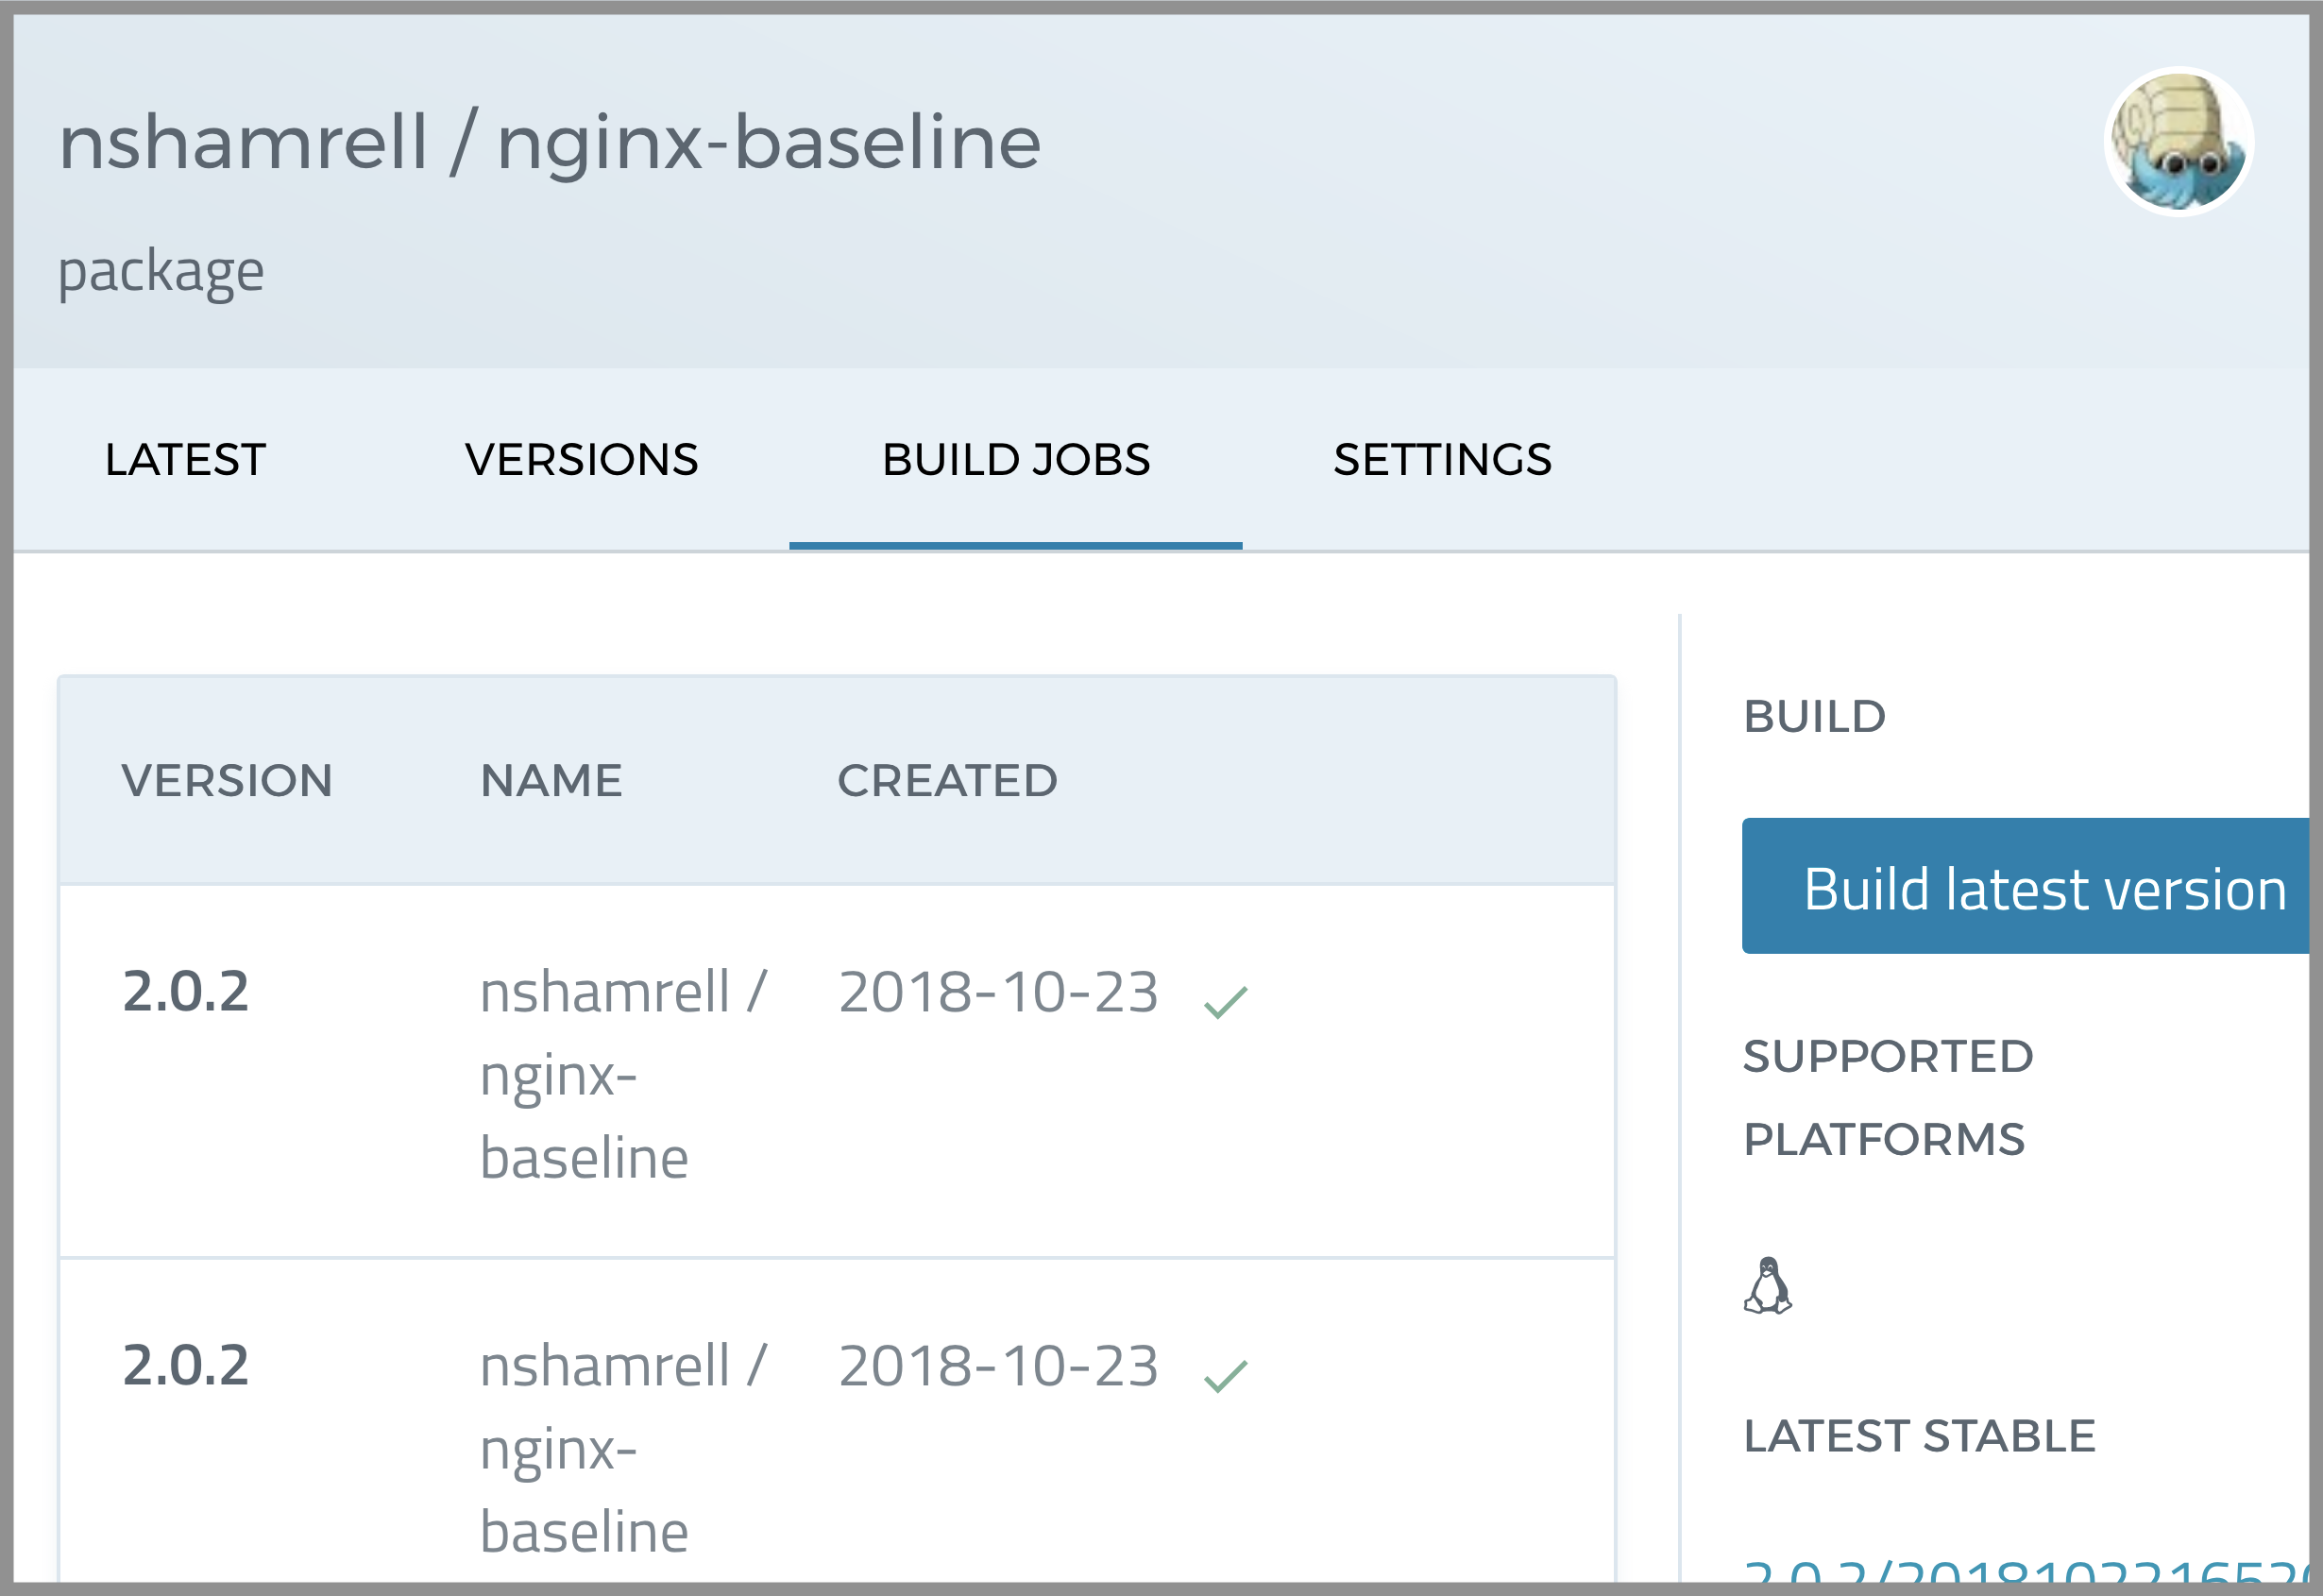 nshamrell / nginx-baseline
package
LATEST VERSIONS BUILD JOBS SETTINGS
VERSION NAME CREATED
2.0.2 nshamrell / 2018-10-23
nginx-
baseline
2.0.2 nshamrell / 2018-10-23
nginx-
baseline
BUILD
Build latest version
SUPPORTED
PLATFORMS
LATEST STABLE